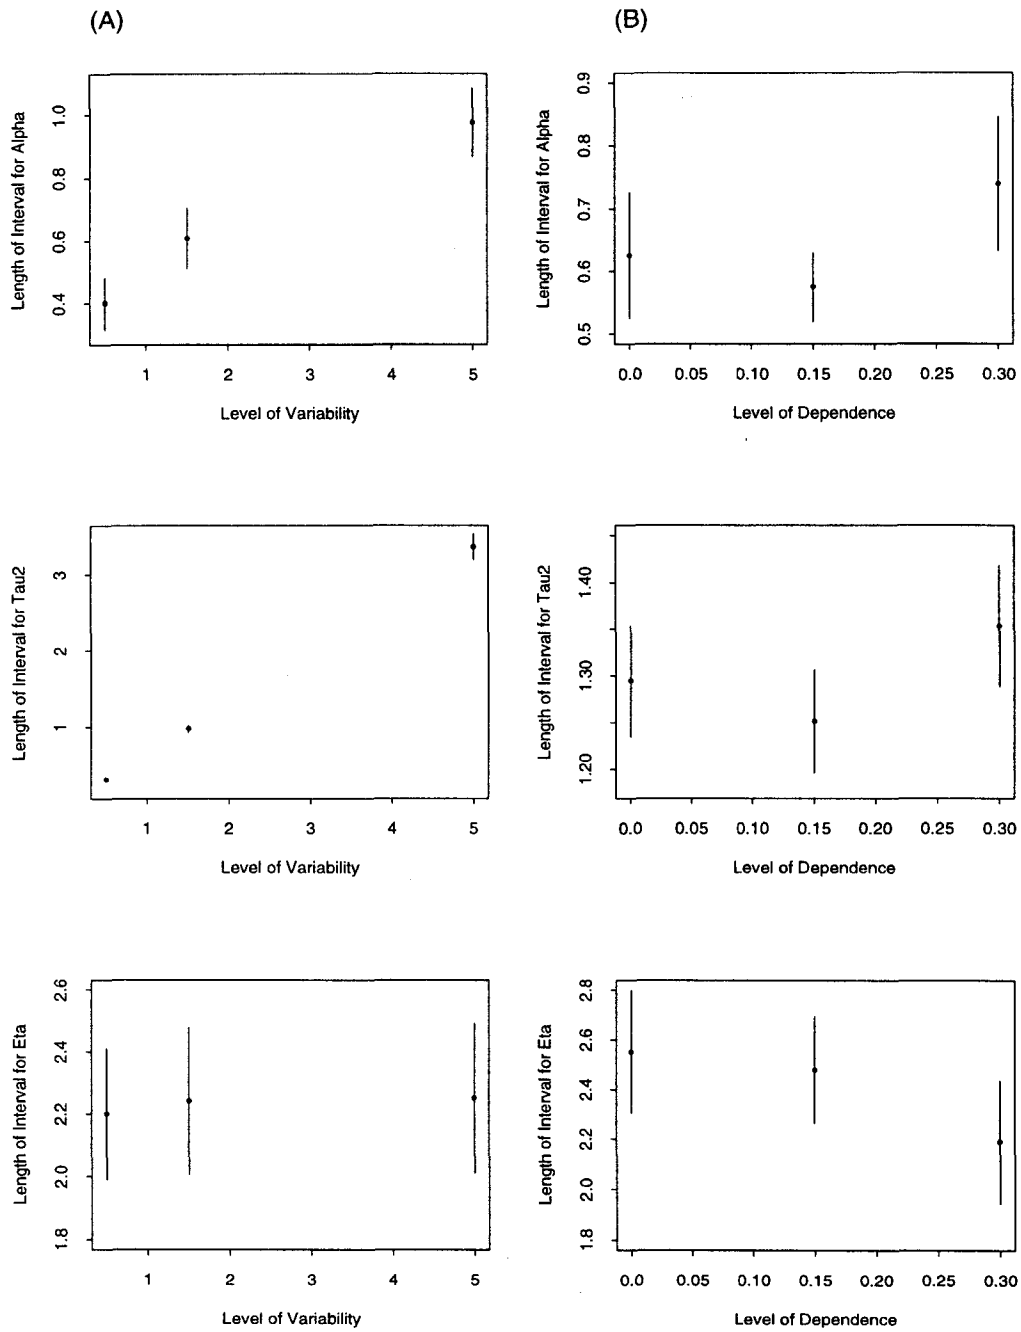 (A)
(B)
Length of Interval for Alpha
0.4 0.6 0.8 1.0
1 2 3 4 5
Level of Variability
Length of Interval for Alpha
0.5 0.6 0.7 0.8 0.9
0.0 0.05 0.10 0.15 0.20 0.25 0.30
Level of Dependence
Length of Interval for Tau2
1 2 3
1 2 3 4 5
Level of Variability
Length of Interval for Tau2
1.20 1.30 1.40
0.0 0.05 0.10 0.15 0.20 0.25 0.30
Level of Dependence
Length of Interval for Eta
1.8 2.0 2.2 2.4 2.6
1 2 3 4 5
Level of Variability
Length of Interval for Eta
1.8 2.0 2.2 2.4 2.6 2.8
0.0 0.05 0.10 0.15 0.20 0.25 0.30
Level of Dependence